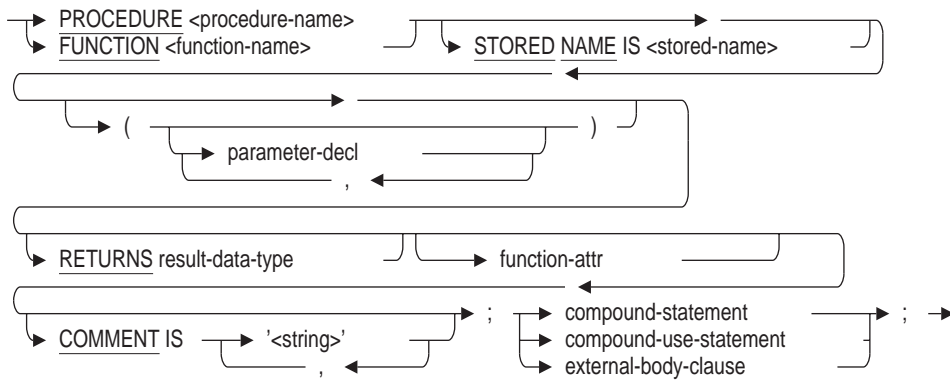 PROCEDURE <procedure-name>
FUNCTION <function-name>
STORED NAME IS <stored-name>
( )
parameter-decl
,
RETURNS result-data-type function-attr
; compound-statement ;
COMMENT IS '<string>' compound-use-statement
, external-body-clause